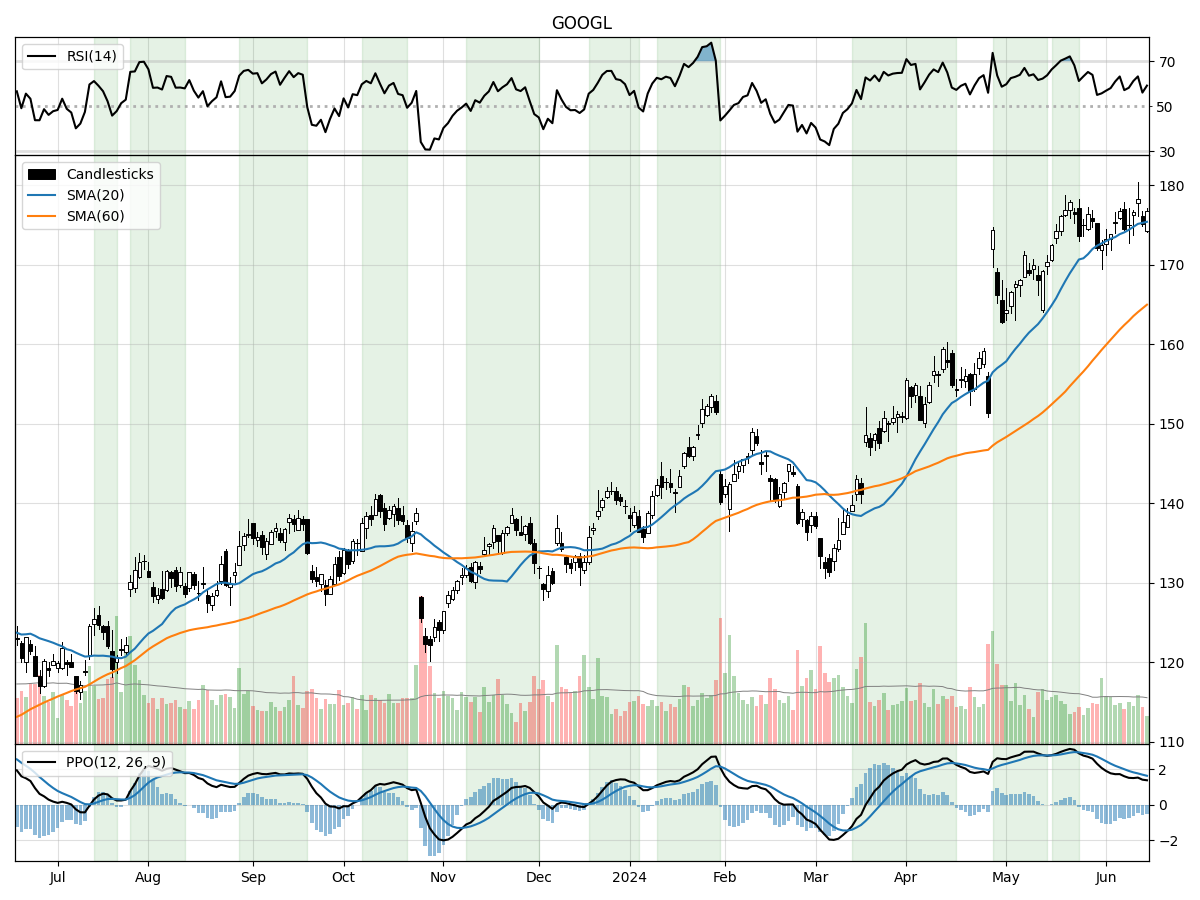 GOOGL
RSI(14)
70
50
30
Candlesticks
SMA(20)
SMA(60)
180
170
160
150
140
130
120
110
PPO(12, 26, 9)
2
0
−2
Jul Aug Sep Oct Nov Dec 2024 Feb Mar Apr May Jun